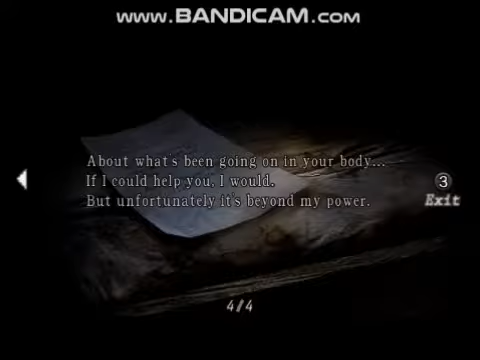 www.BANDICAM.com
About what's been going on in your body...
If I could help you, I would.
But unfortunately it's beyond my power.
3
Exit
4/4